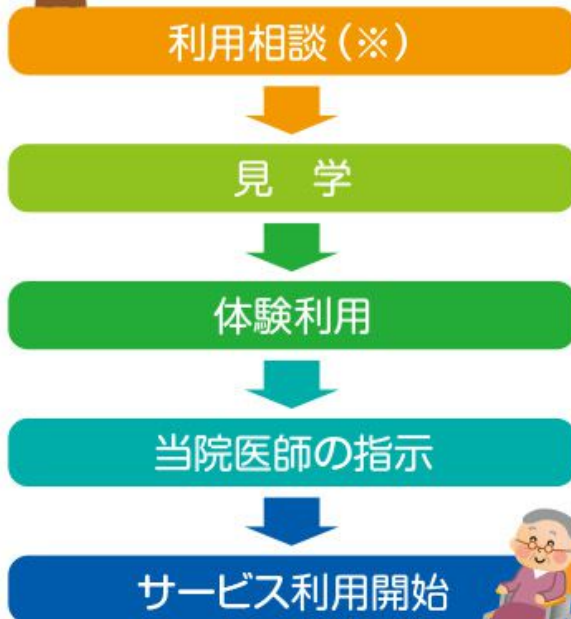 利用相談(※)
見　学
体験利用
当院医師の指示
サービス利用開始